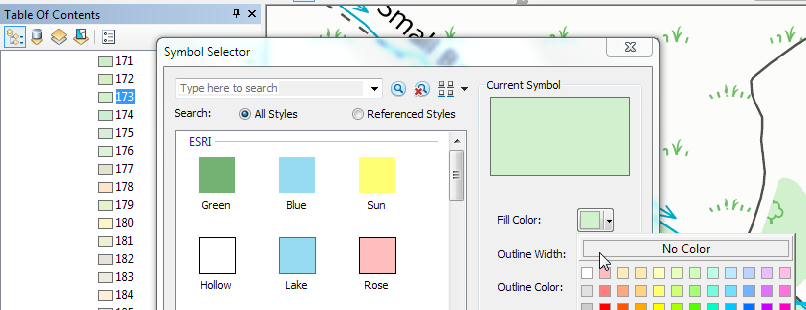 Table Of Contents
171
172
173
174
175
176
177
178
179
180
181
182
183
184
Small
Symbol Selector
Type here to search
Search:
All Styles
Referenced Styles
ESRI
Green
Blue
Sun
Hollow
Lake
Rose
Current Symbol
Fill Color:
Outline Width:
Outline Color:
No Color